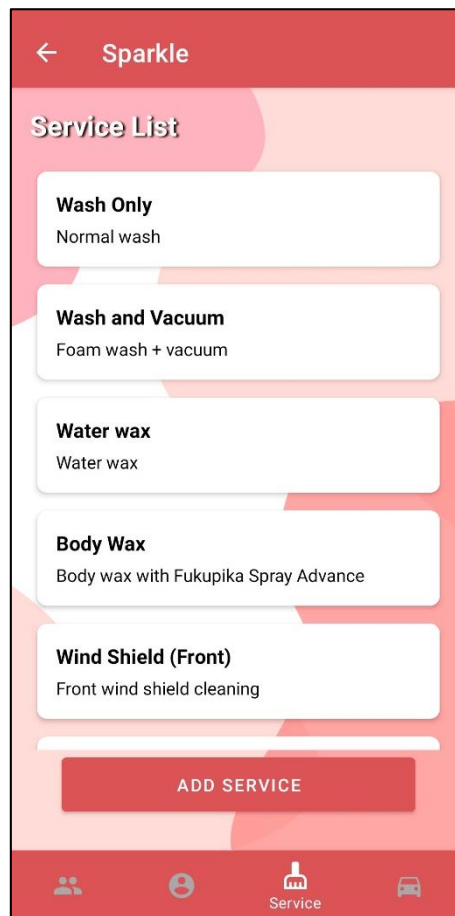 Sparkle
Service List
Wash Only
Normal wash
Wash and Vacuum
Foam wash + vacuum
Water wax
Water wax
Body Wax
Body wax with Fukupika Spray Advance
Wind Shield (Front)
Front wind shield cleaning
ADD SERVICE
Service